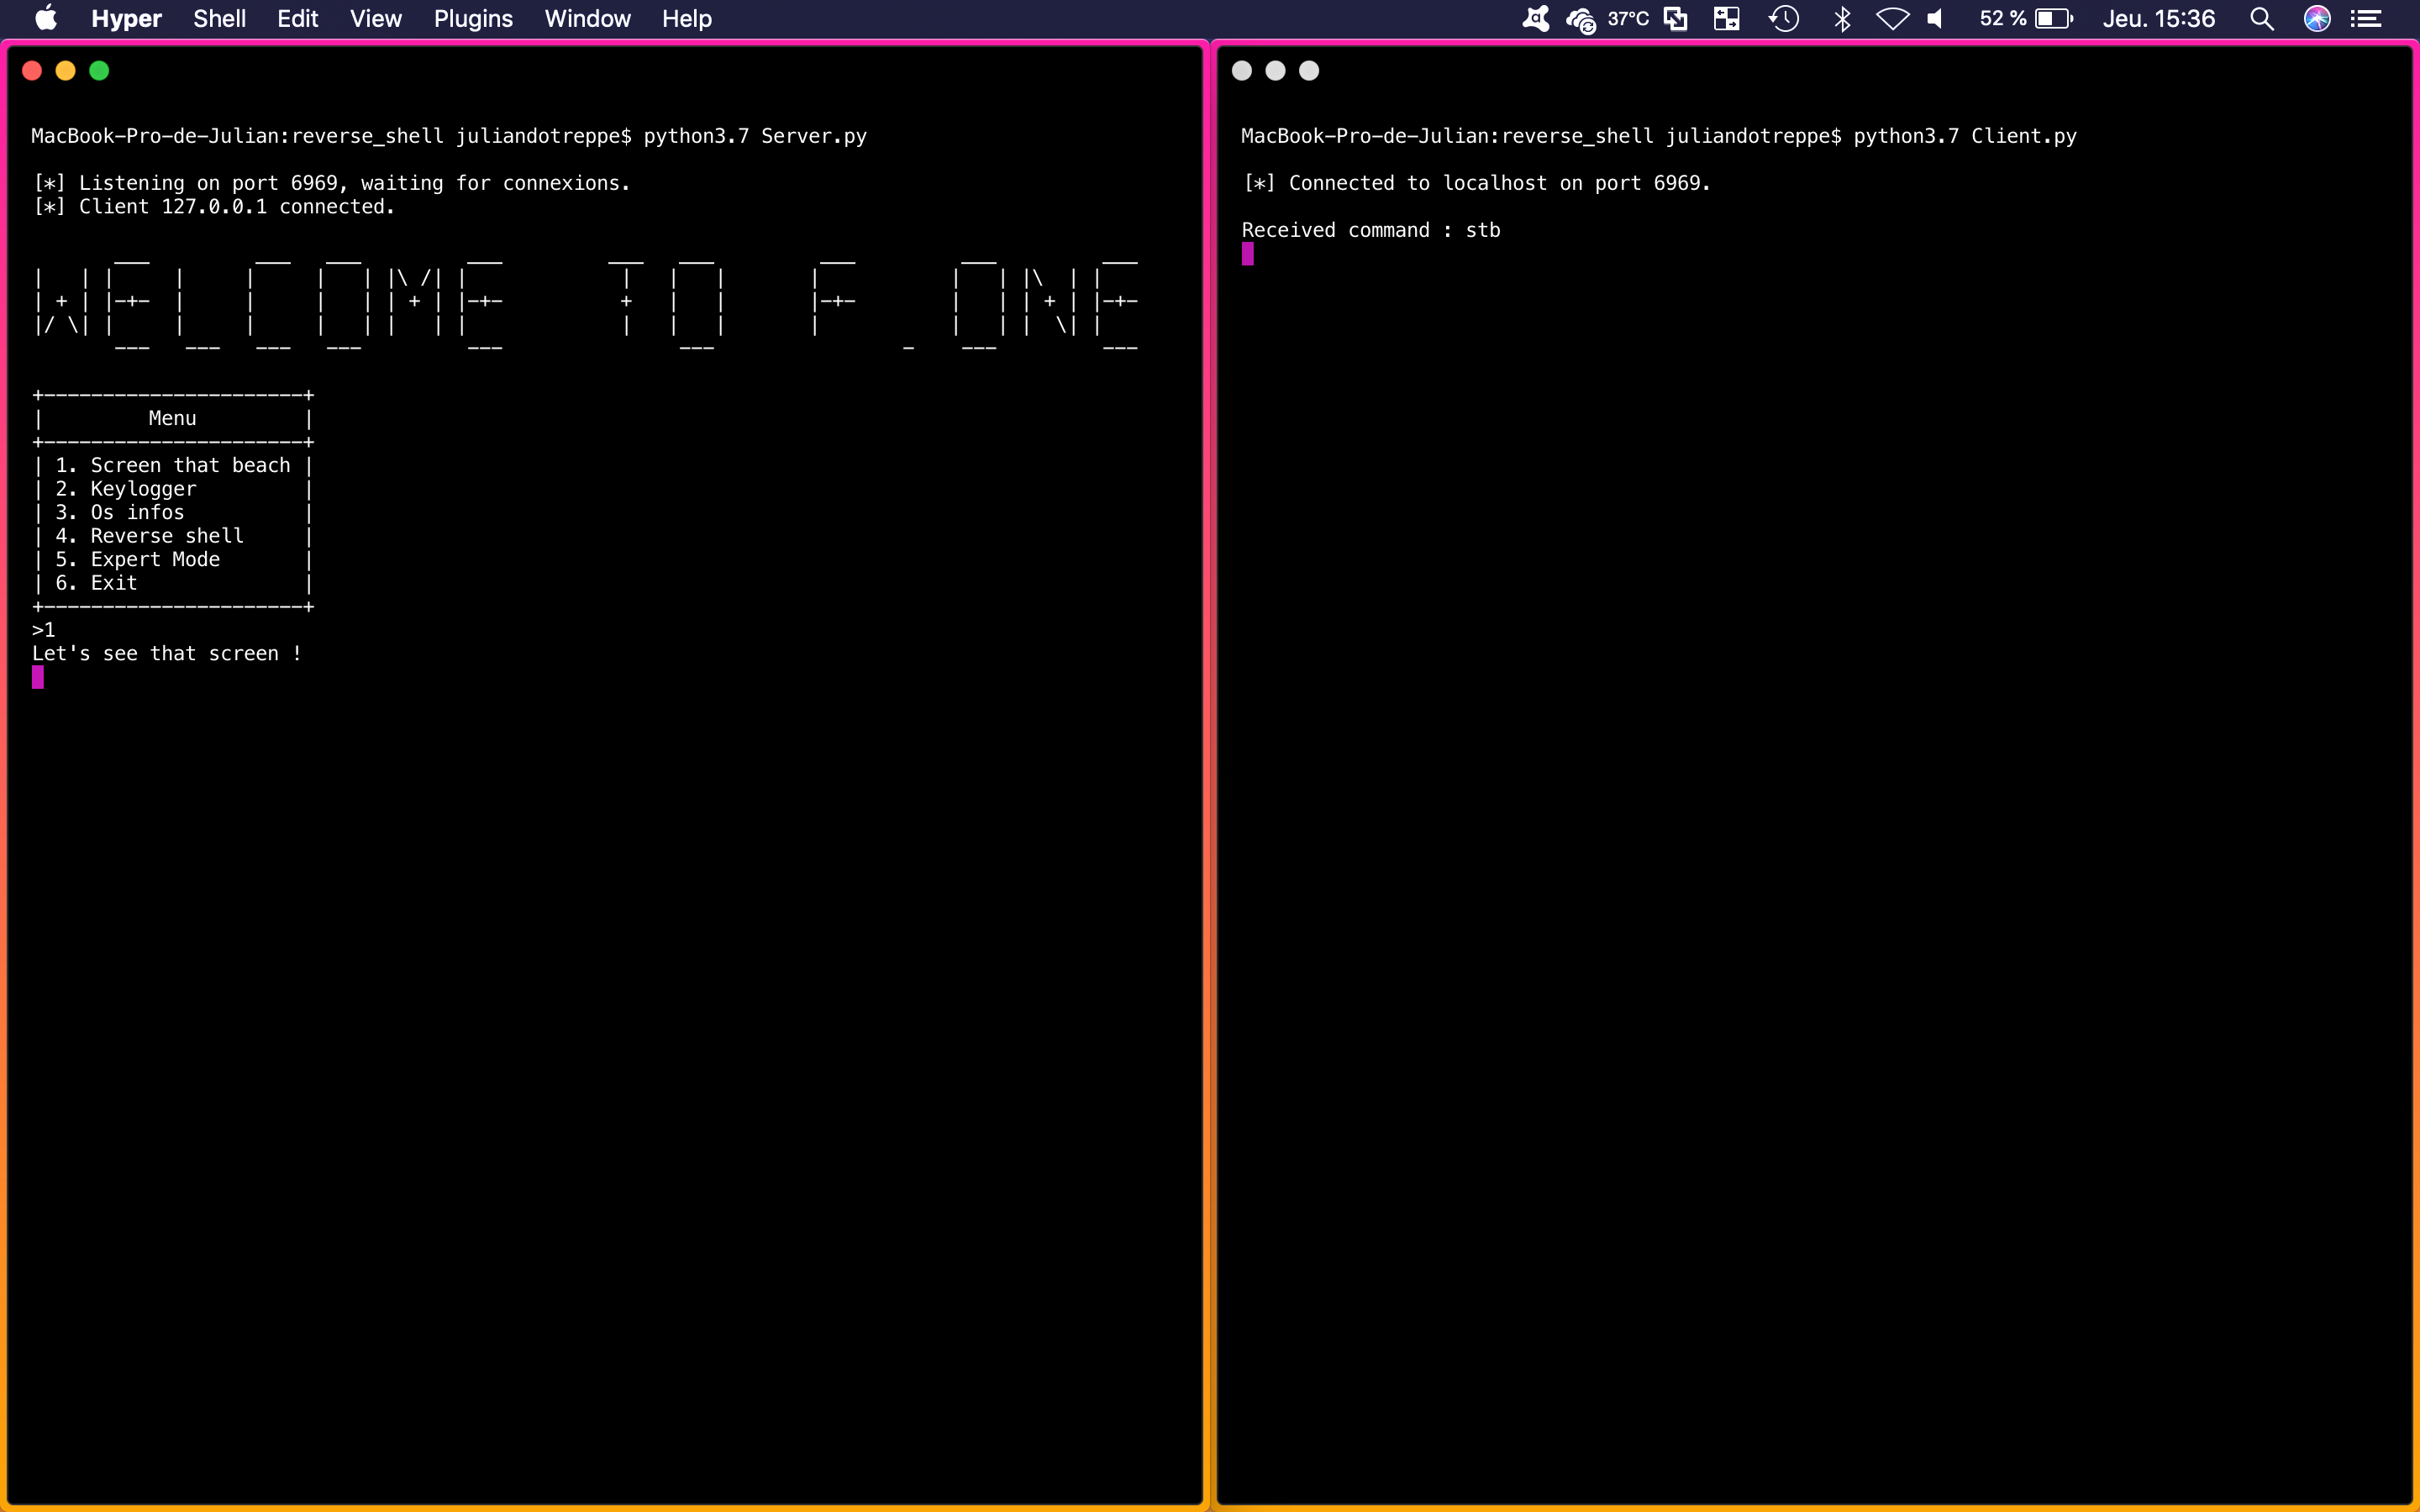 Hyper Shell Edit View Plugins Window Help 37°C 52 % Jeu. 15:36
MacBook-Pro-de-Julian:reverse_shell juliandotreppe$ python3.7 Server.py
[*] Listening on port 6969, waiting for connexions.
[*] Client 127.0.0.1 connected.
WELCOME TO F_ONE
Menu
1. Screen that beach
2. Keylogger
3. Os infos
4. Reverse shell
5. Expert Mode
6. Exit
>1
Let's see that screen !
MacBook-Pro-de-Julian:reverse_shell juliandotreppe$ python3.7 Client.py
[*] Connected to localhost on port 6969.
Received command : stb